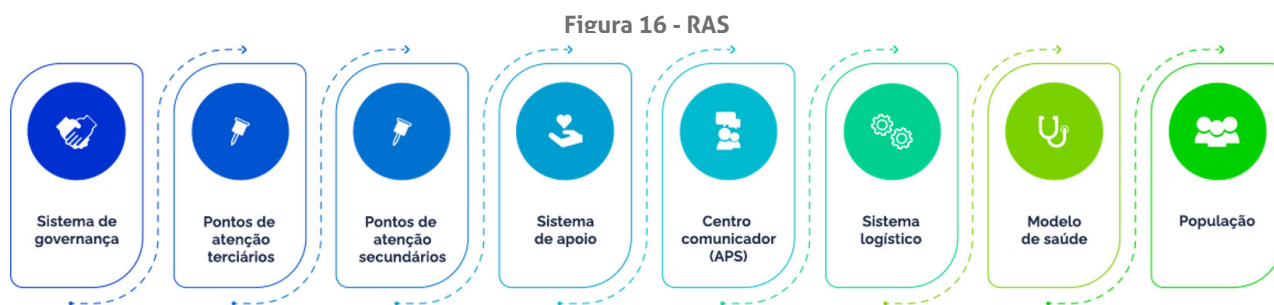 Figura 16 - RAS
Sistema de
governança
Pontos de
atenção
terciários
Pontos de
atenção
secundários
Sistema
de apoio
Centro
comunicador
(APS)
Sistema
logístico
Modelo
de saúde
População